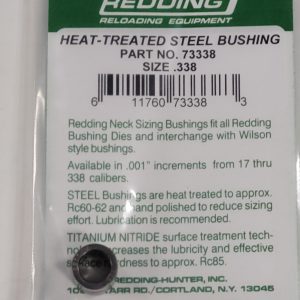 REDDING
RELOADING EQUIPMENT
HEAT-TREATED STEEL BUSHING
PART NO. 73338
SIZE .338
6 11760 73338 3
Redding Neck Sizing Bushings fit all Redding
Bushing Dies and interchange with Wilson
style bushings.
Available in .001" increments from 17 thru
338 calibers.
STEEL Bushings are heat treated to approx.
Rc60-62 and hand polished to reduce sizing
effort. Lubrication is recommended.
TITANIUM NITRIDE surface treatment tech-
increases the lubricity and effective
hardness to approx. Rc85.
REDDING-HUNTER, INC.
RR RD./CORTLAND, N.Y. 13045